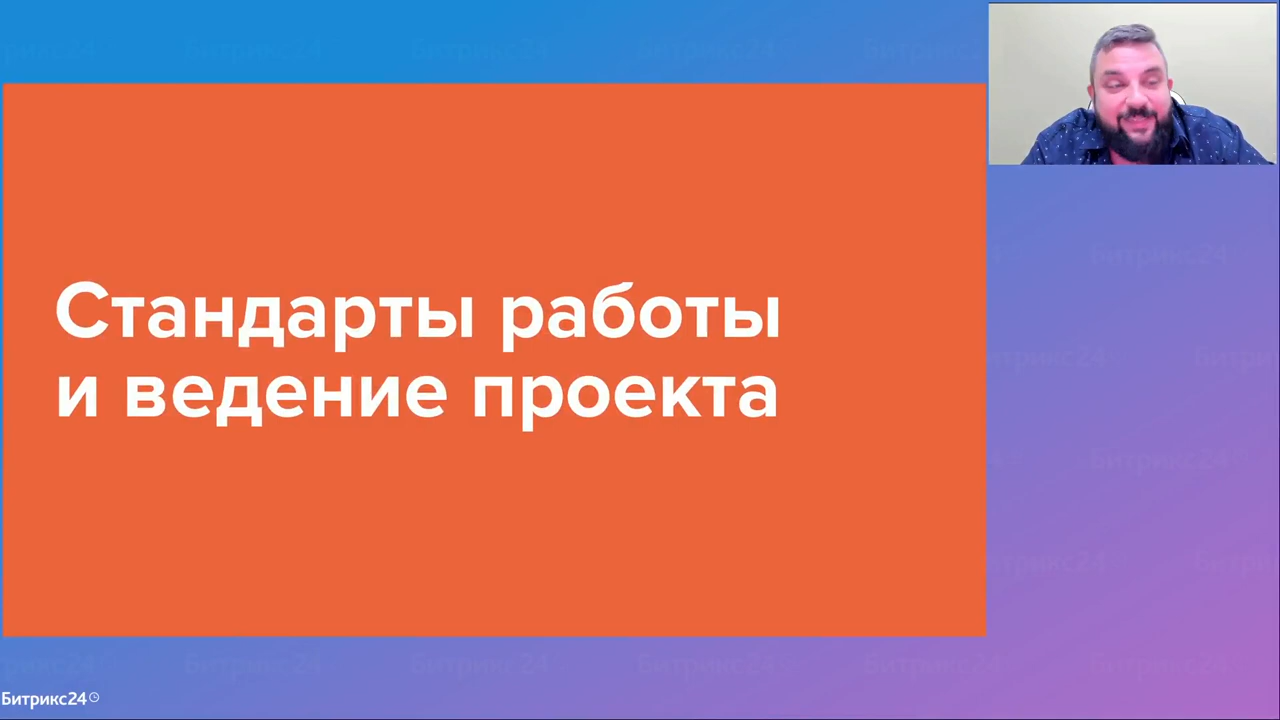 Стандарты работы
и ведение проекта
Битрикс24